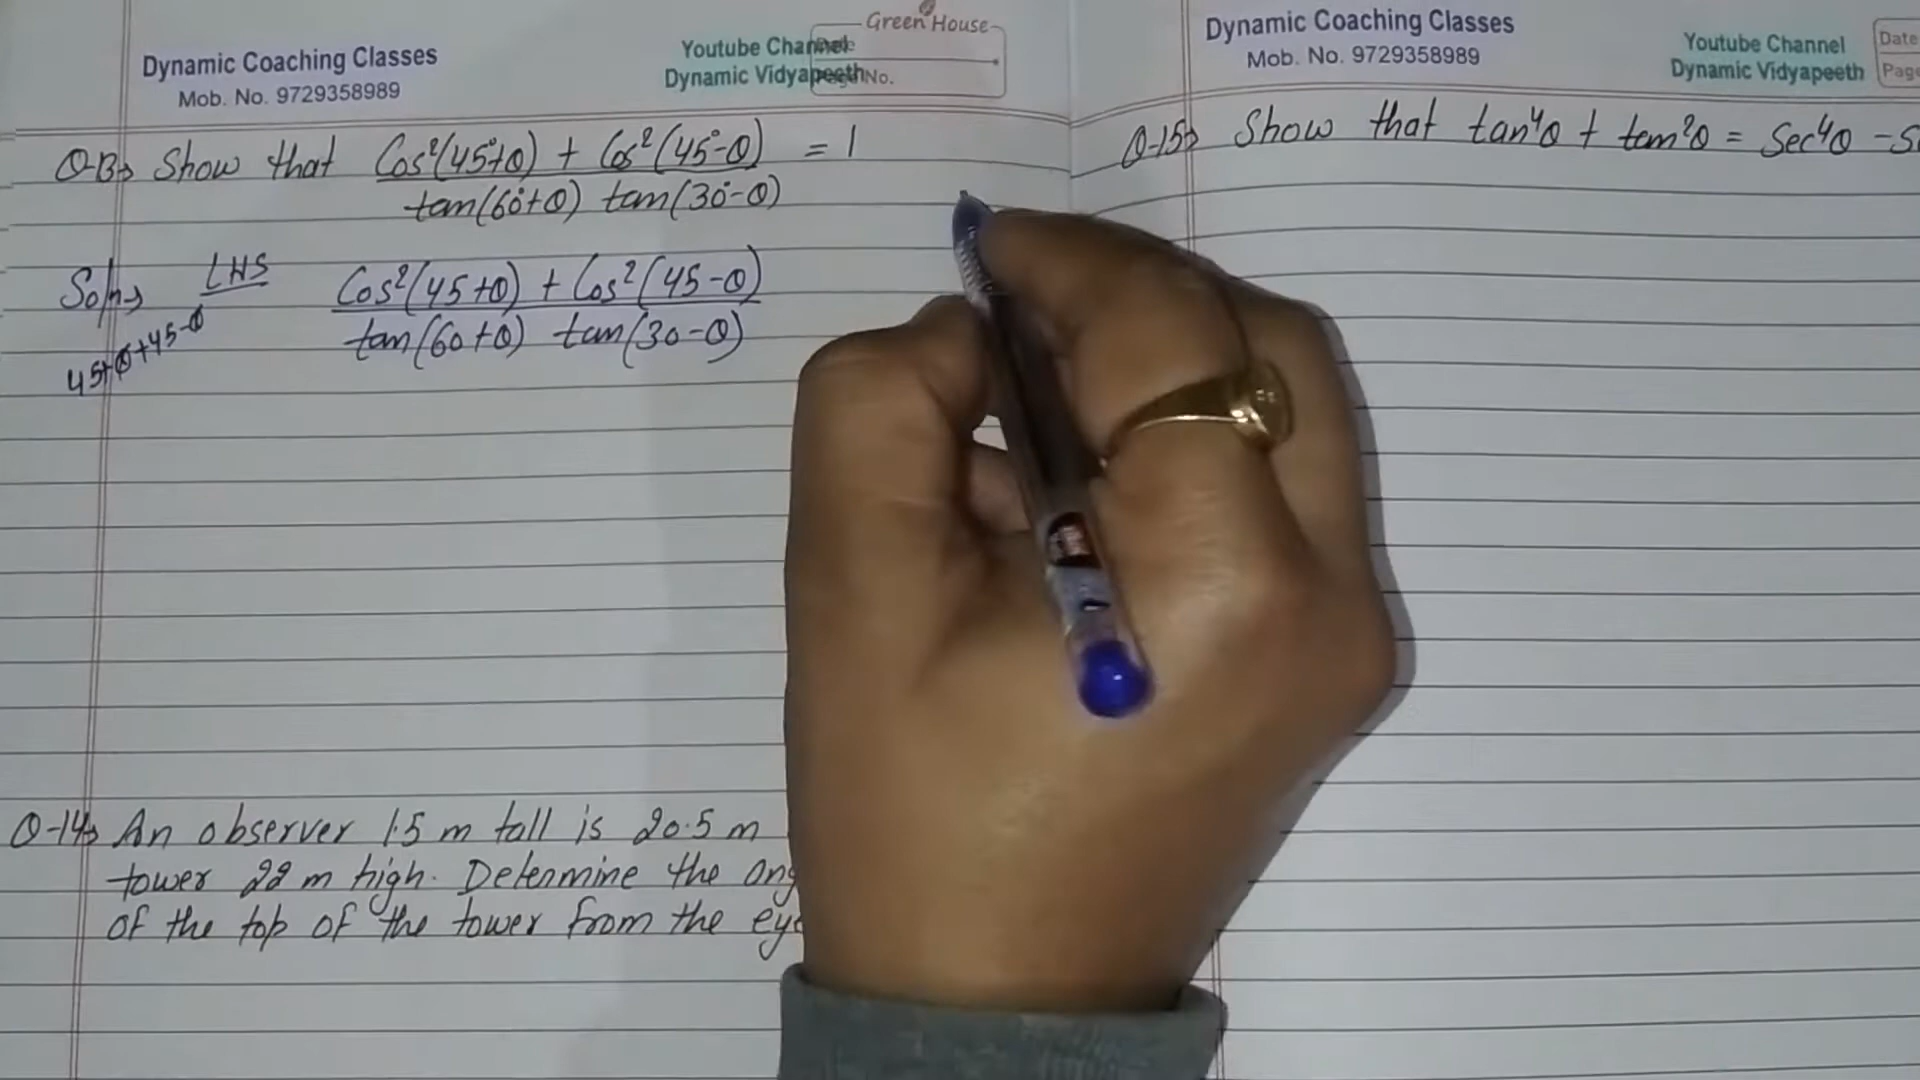 Dynamic Coaching Classes
Mob. No. 9729358989
Youtube Channel
Dynamic Vidyapeeth
Green House
No.
Q-13 Show that Cos²(45°+θ) + Cos²(45°-θ) = 1
tan(60°+θ) tan(30°-θ)
Soln LHS Cos²(45+θ) + Cos²(45-θ)
tan(60+θ) tan(30-θ)
45+θ+45-θ
Q-14 An observer 1.5 m tall is 20.5 m
tower 22 m high. Determine the
of the top of the tower from the
Dynamic Coaching Classes
Mob. No. 9729358989
Youtube Channel
Dynamic Vidyapeeth
Date
Page
Q-15 Show that tan⁴θ + tan²θ = Sec⁴θ -